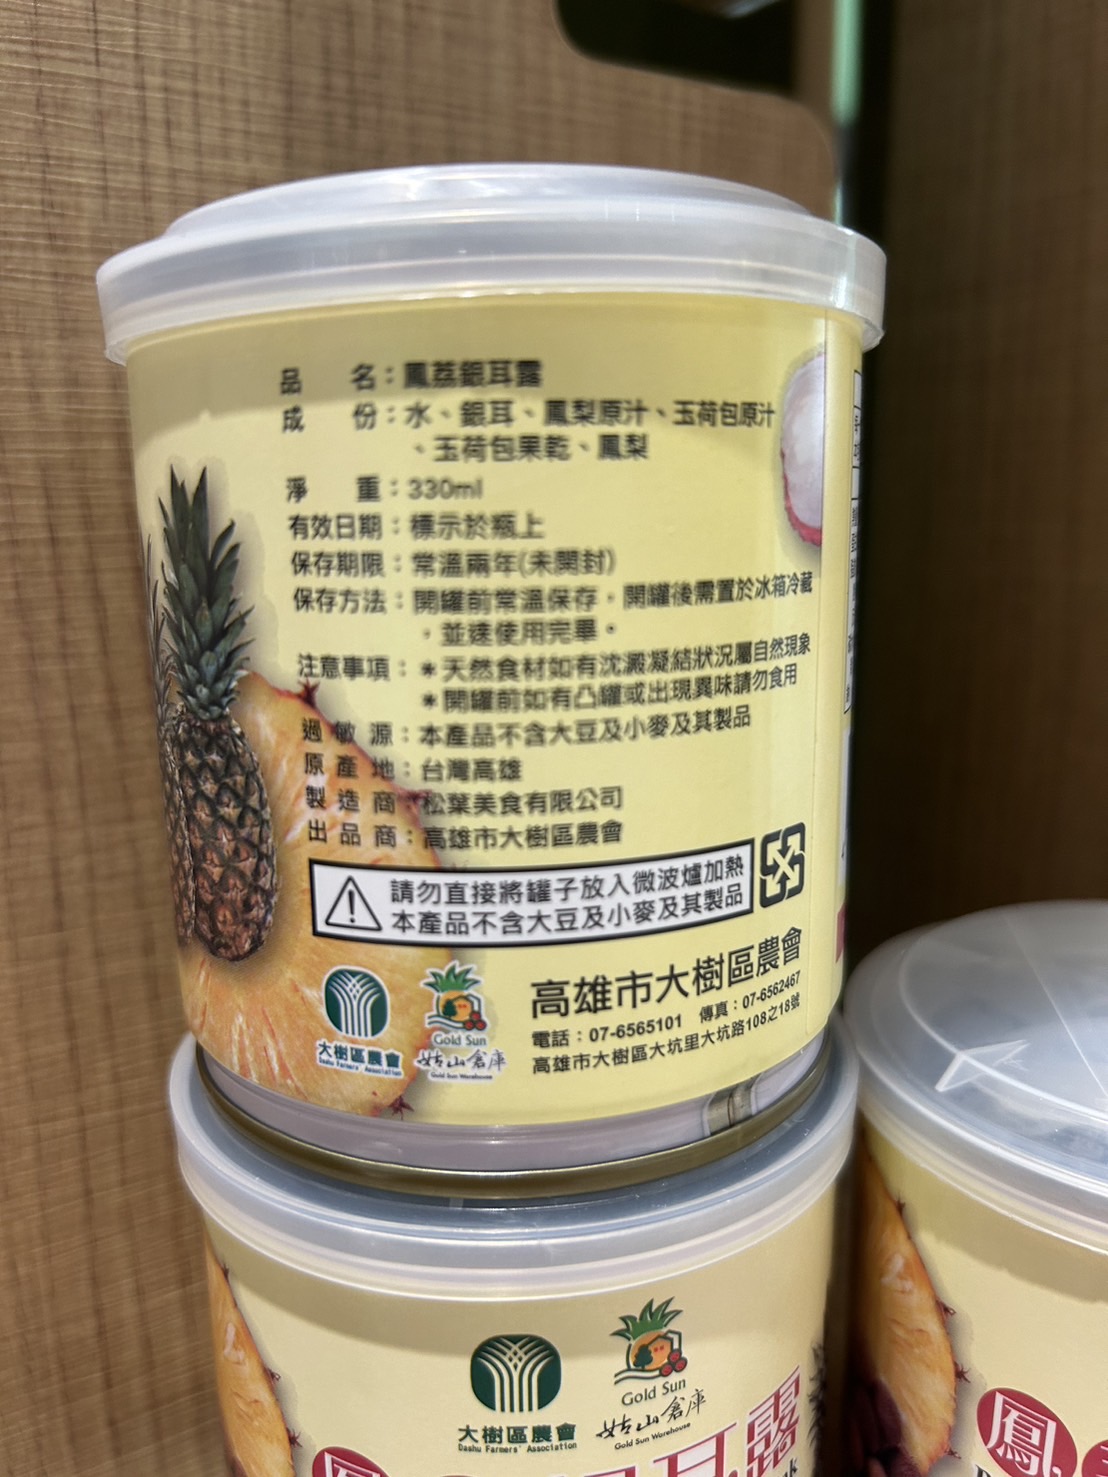 品 名：鳳荔銀耳露
成 份：水、銀耳、鳳梨原汁、玉荷包原汁
、玉荷包果乾、鳳梨
淨 重：330ml
有效日期：標示於瓶上
保存期限：常溫兩年(未開封)
保存方法：開罐前常溫保存，開罐後需置於冰箱冷藏
，並速使用完畢。
注意事項：＊天然食材如有沈澱凝結狀況屬自然現象
＊開罐前如有凸罐或出現異味請勿食用
過 敏 源：本產品不含大豆及小麥及其製品
原 產 地：台灣高雄
製 造 商：松葉美食有限公司
出 品 商：高雄市大樹區農會
請勿直接將罐子放入微波爐加熱
本產品不含大豆及小麥及其製品
大樹區農會
Dashu Farmers' Association
Gold Sun
姑山倉庫
Gold Sun Warehouse
高雄市大樹區農會
電話：07-6565101 傳真：07-6562467
高雄市大樹區大坑里大坑路108之18號
大樹區農會
Dashu Farmers' Association
Gold Sun
姑山倉庫
Gold Sun Warehouse
露
鳳